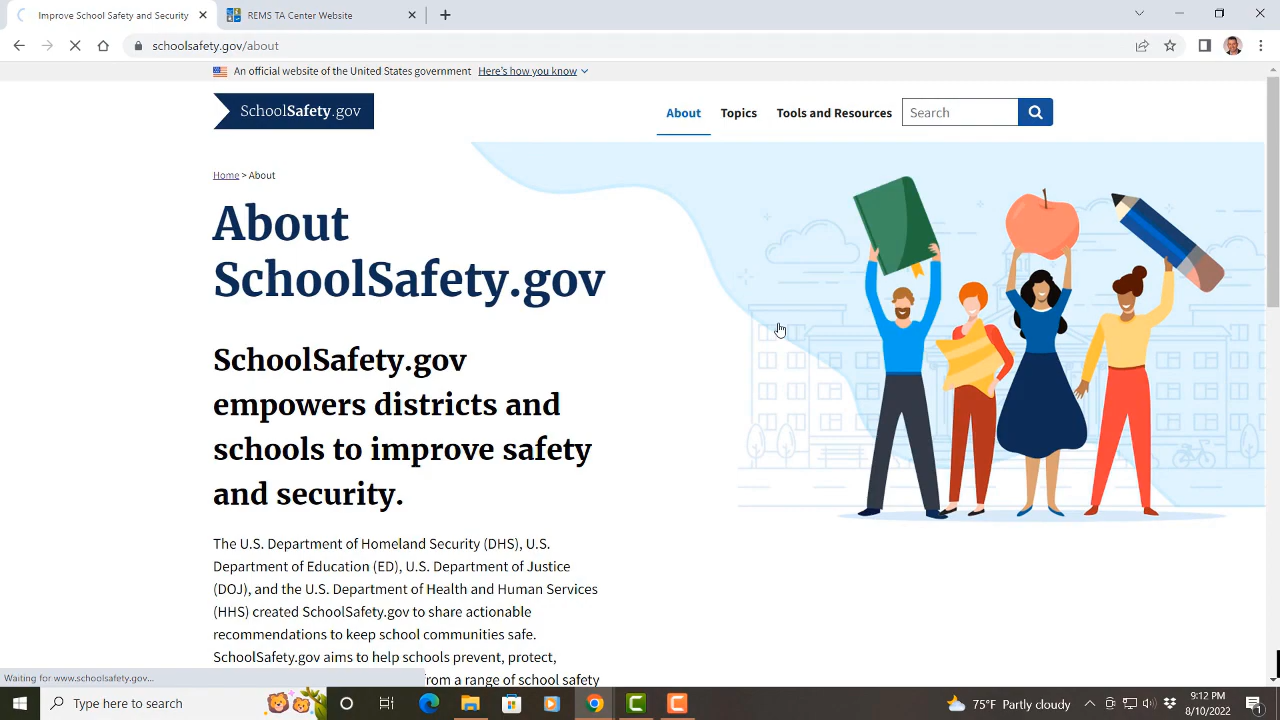 Improve School Safety and Security
REMS TA Center Website
schoolsafety.gov/about
An official website of the United States government Here's how you know
SchoolSafety.gov
About Topics Tools and Resources Search
Home > About
About
SchoolSafety.gov
SchoolSafety.gov
empowers districts and
schools to improve safety
and security.
The U.S. Department of Homeland Security (DHS), U.S.
Department of Education (ED), U.S. Department of Justice
(DOJ), and the U.S. Department of Health and Human Services
(HHS) created SchoolSafety.gov to share actionable
recommendations to keep school communities safe.
SchoolSafety.gov aims to help schools prevent, protect,
from a range of school safety
Waiting for www.schoolsafety.gov...
Type here to search
75°F Partly cloudy
9:12 PM
8/10/2022
1